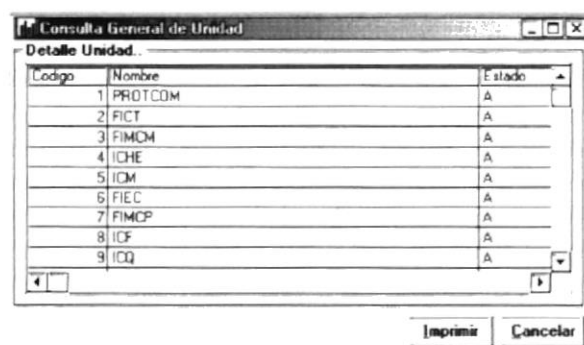 Consulta General de Unidad
Detalle Unidad..
Codigo Nombre Estado
1 PROTCOM A
2 FICT A
3 FIMCM A
4 ICHE A
5 ICM A
6 FIEC A
7 FIMCP A
8 ICF A
9 ICQ A
Imprimir Cancelar